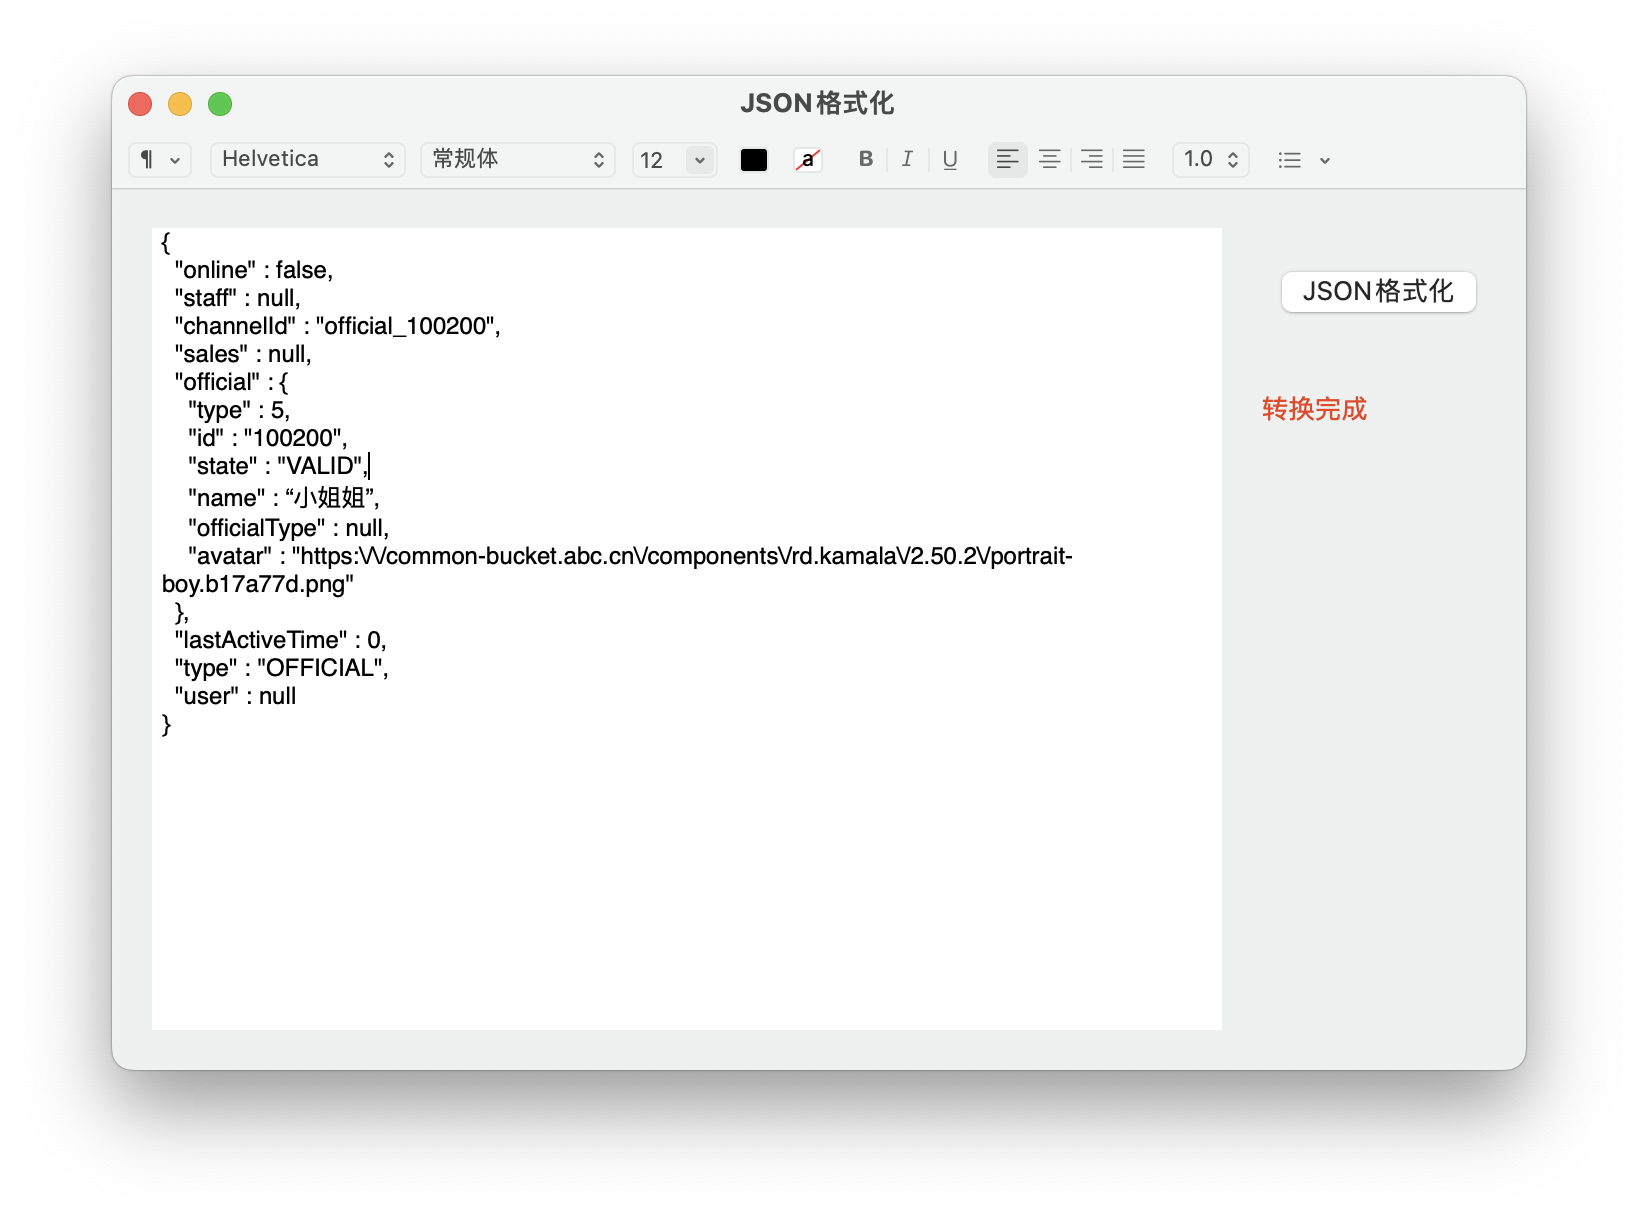 JSON格式化
¶ Helvetica 常规体 12 a B I U 1.0
{
"online" : false,
"staff" : null,
"channelId" : "official_100200",
"sales" : null,
"official" : {
"type" : 5,
"id" : "100200",
"state" : "VALID",
"name" : “小姐姐”,
"officialType" : null,
"avatar" : "https:\/\/common-bucket.abc.cn\/components\/rd.kamala\/2.50.2\/portrait-
boy.b17a77d.png"
},
"lastActiveTime" : 0,
"type" : "OFFICIAL",
"user" : null
}
JSON格式化
转换完成